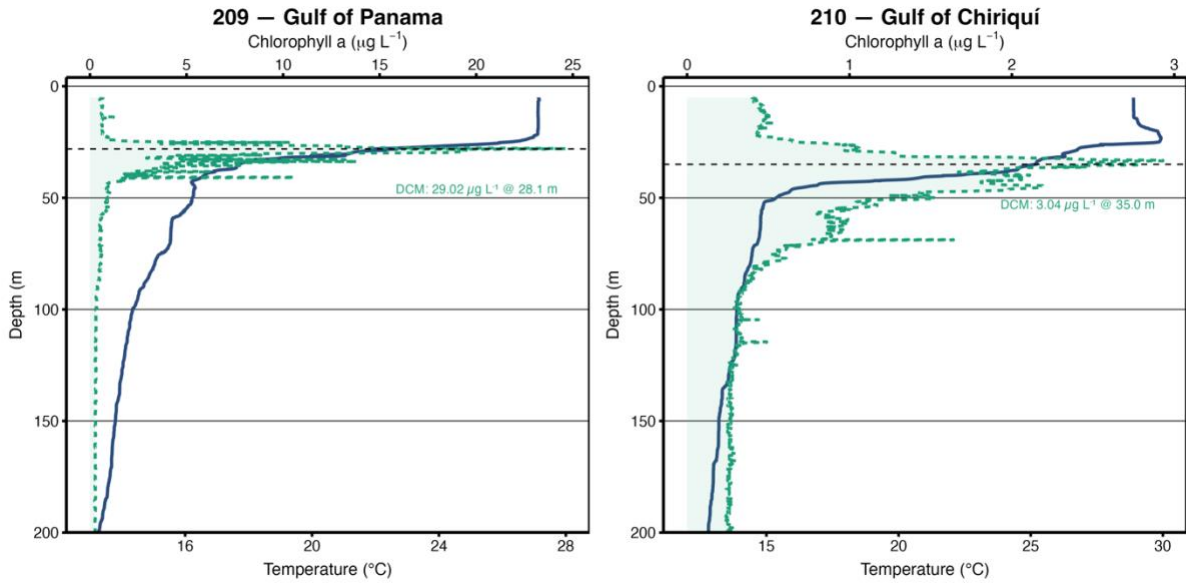 209 — Gulf of Panama
Chlorophyll a (μg L⁻¹)
0 5 10 15 20 25
0
50
100
150
200
Depth (m
DCM: 29.02 μg L⁻¹ @ 28.1 m
16 20 24 28
Temperature (°C)
210 — Gulf of Chiriquí
Chlorophyll a (μg L⁻¹)
0 1 2 3
0
50
100
150
200
Depth (m
DCM: 3.04 μg L⁻¹ @ 35.0 m
15 20 25 30
Temperature (°C)